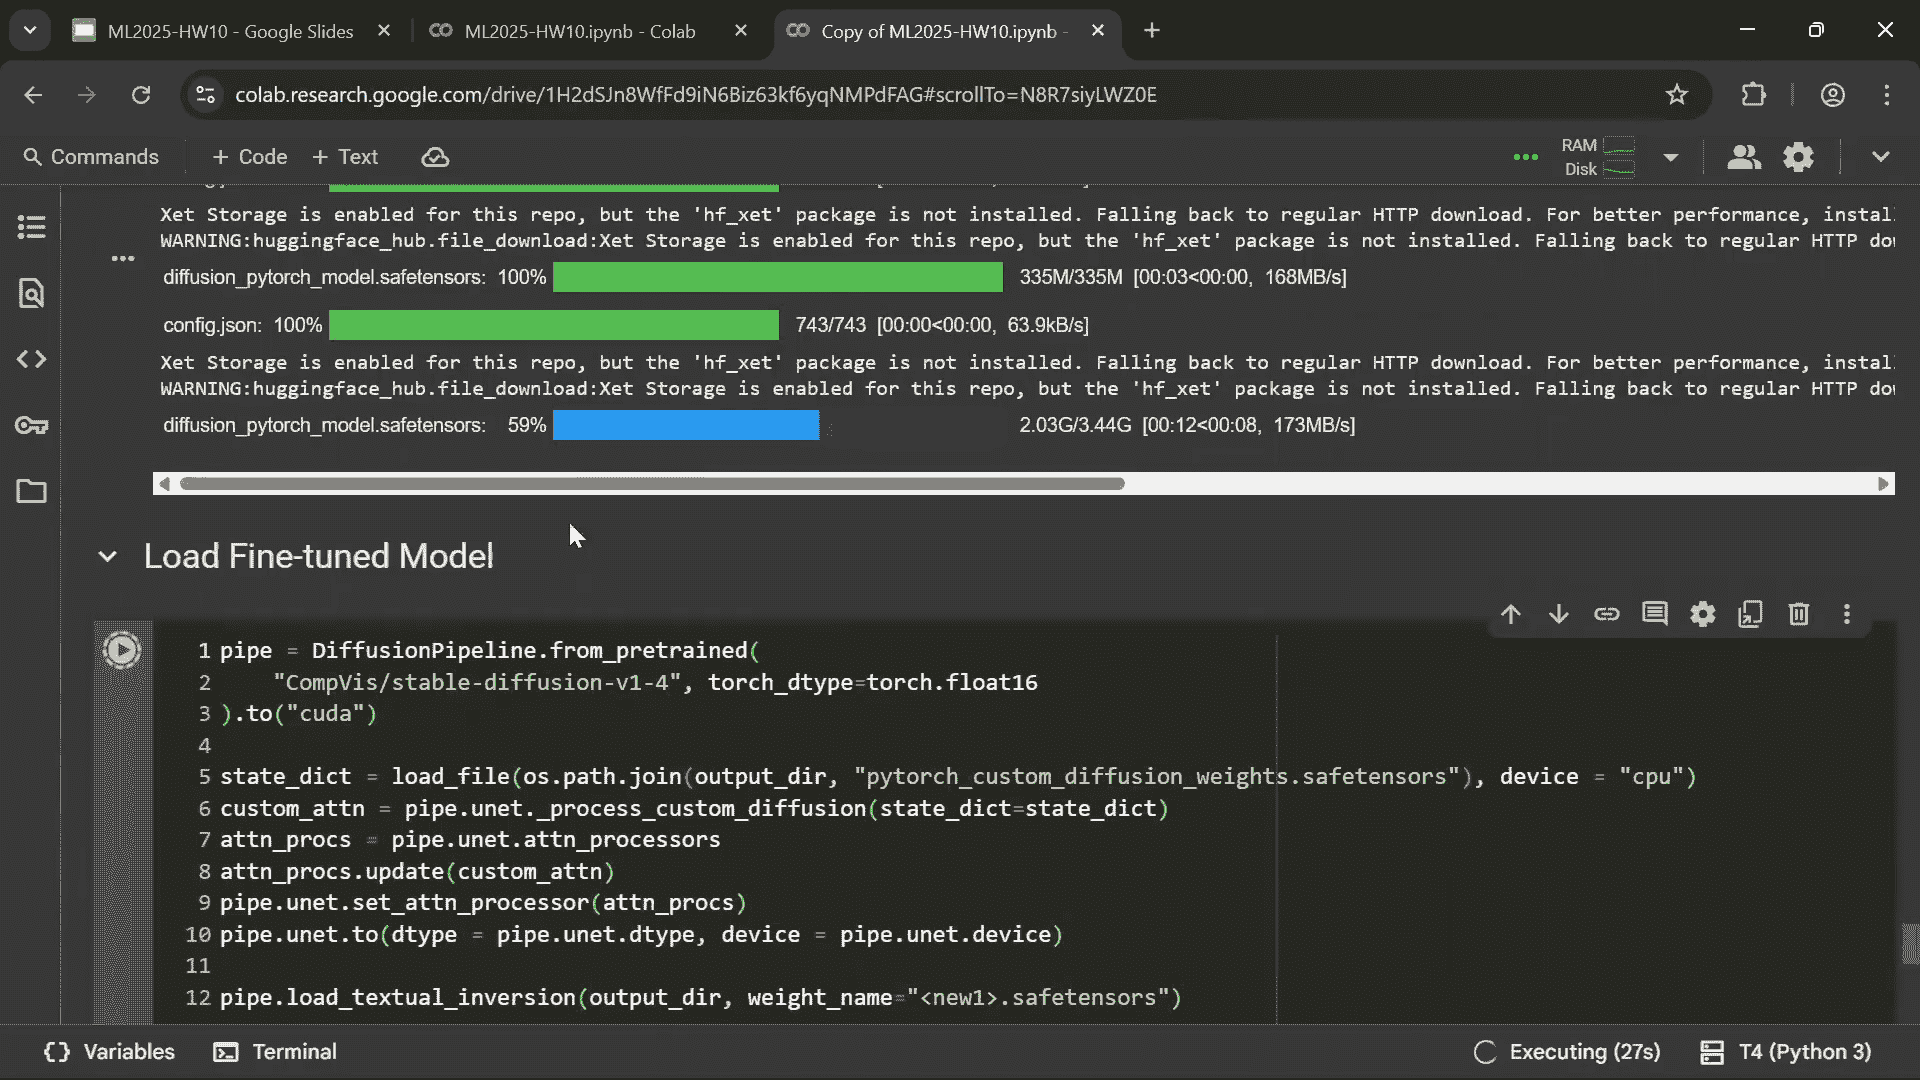 ML2025-HW10 - Google Slides
ML2025-HW10.ipynb - Colab
Copy of ML2025-HW10.ipynb -
colab.research.google.com/drive/1H2dSJn8WfFd9iN6Biz63kf6yqNMPdFAG#scrollTo=N8R7siyLWZ0E
Commands
+ Code
+ Text
RAM
Disk
Xet Storage is enabled for this repo, but the 'hf_xet' package is not installed. Falling back to regular HTTP download. For better performance, instal
WARNING:huggingface_hub.file_download:Xet Storage is enabled for this repo, but the 'hf_xet' package is not installed. Falling back to regular HTTP do
diffusion_pytorch_model.safetensors: 100% 335M/335M [00:03<00:00, 168MB/s]
config.json: 100% 743/743 [00:00<00:00, 63.9kB/s]
Xet Storage is enabled for this repo, but the 'hf_xet' package is not installed. Falling back to regular HTTP download. For better performance, instal
WARNING:huggingface_hub.file_download:Xet Storage is enabled for this repo, but the 'hf_xet' package is not installed. Falling back to regular HTTP do
diffusion_pytorch_model.safetensors: 59% 2.03G/3.44G [00:12<00:08, 173MB/s]
Load Fine-tuned Model
1 pipe = DiffusionPipeline.from_pretrained(
2     "CompVis/stable-diffusion-v1-4", torch_dtype=torch.float16
3 ).to("cuda")
4
5 state_dict = load_file(os.path.join(output_dir, "pytorch_custom_diffusion_weights.safetensors"), device = "cpu")
6 custom_attn = pipe.unet._process_custom_diffusion(state_dict=state_dict)
7 attn_procs = pipe.unet.attn_processors
8 attn_procs.update(custom_attn)
9 pipe.unet.set_attn_processor(attn_procs)
10 pipe.unet.to(dtype = pipe.unet.dtype, device = pipe.unet.device)
11
12 pipe.load_textual_inversion(output_dir, weight_name="<new1>.safetensors")
Variables
Terminal
Executing (27s)
T4 (Python 3)